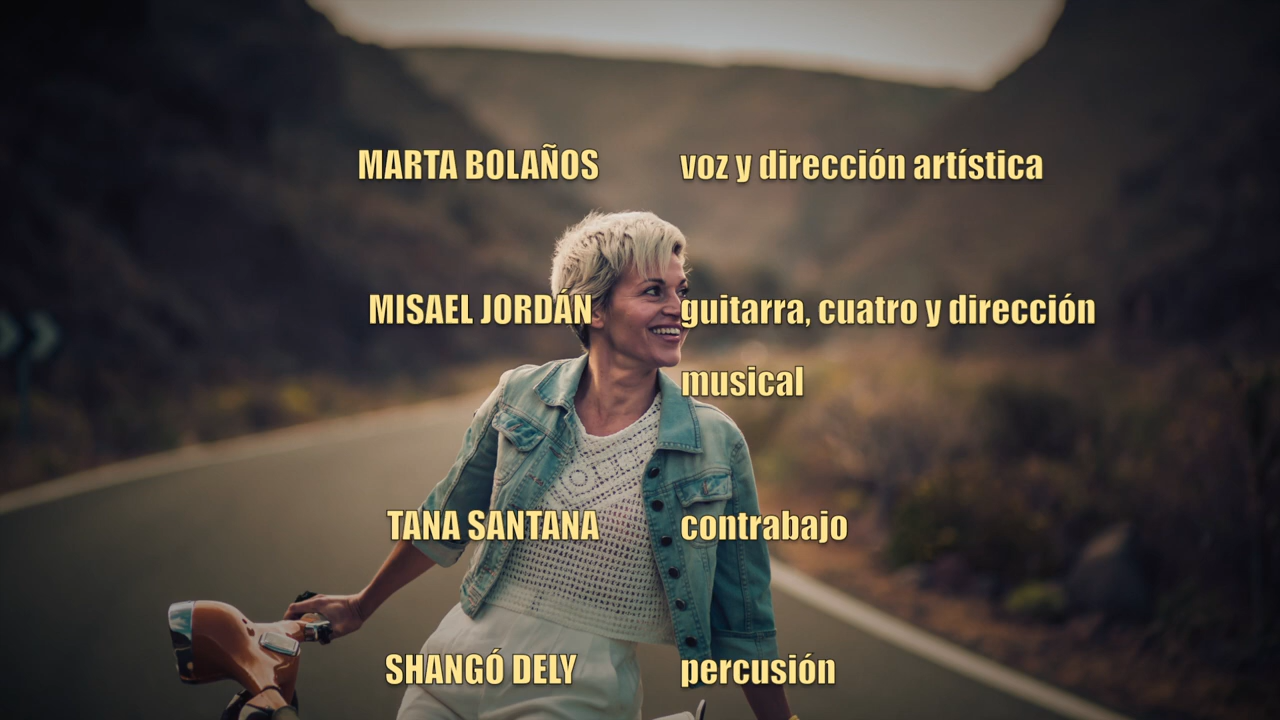 MARTA BOLAÑOS voz y dirección artística
MISAEL JORDÁN guitarra, cuatro y dirección
musical
TANA SANTANA contrabajo
SHANGÓ DELY percusión